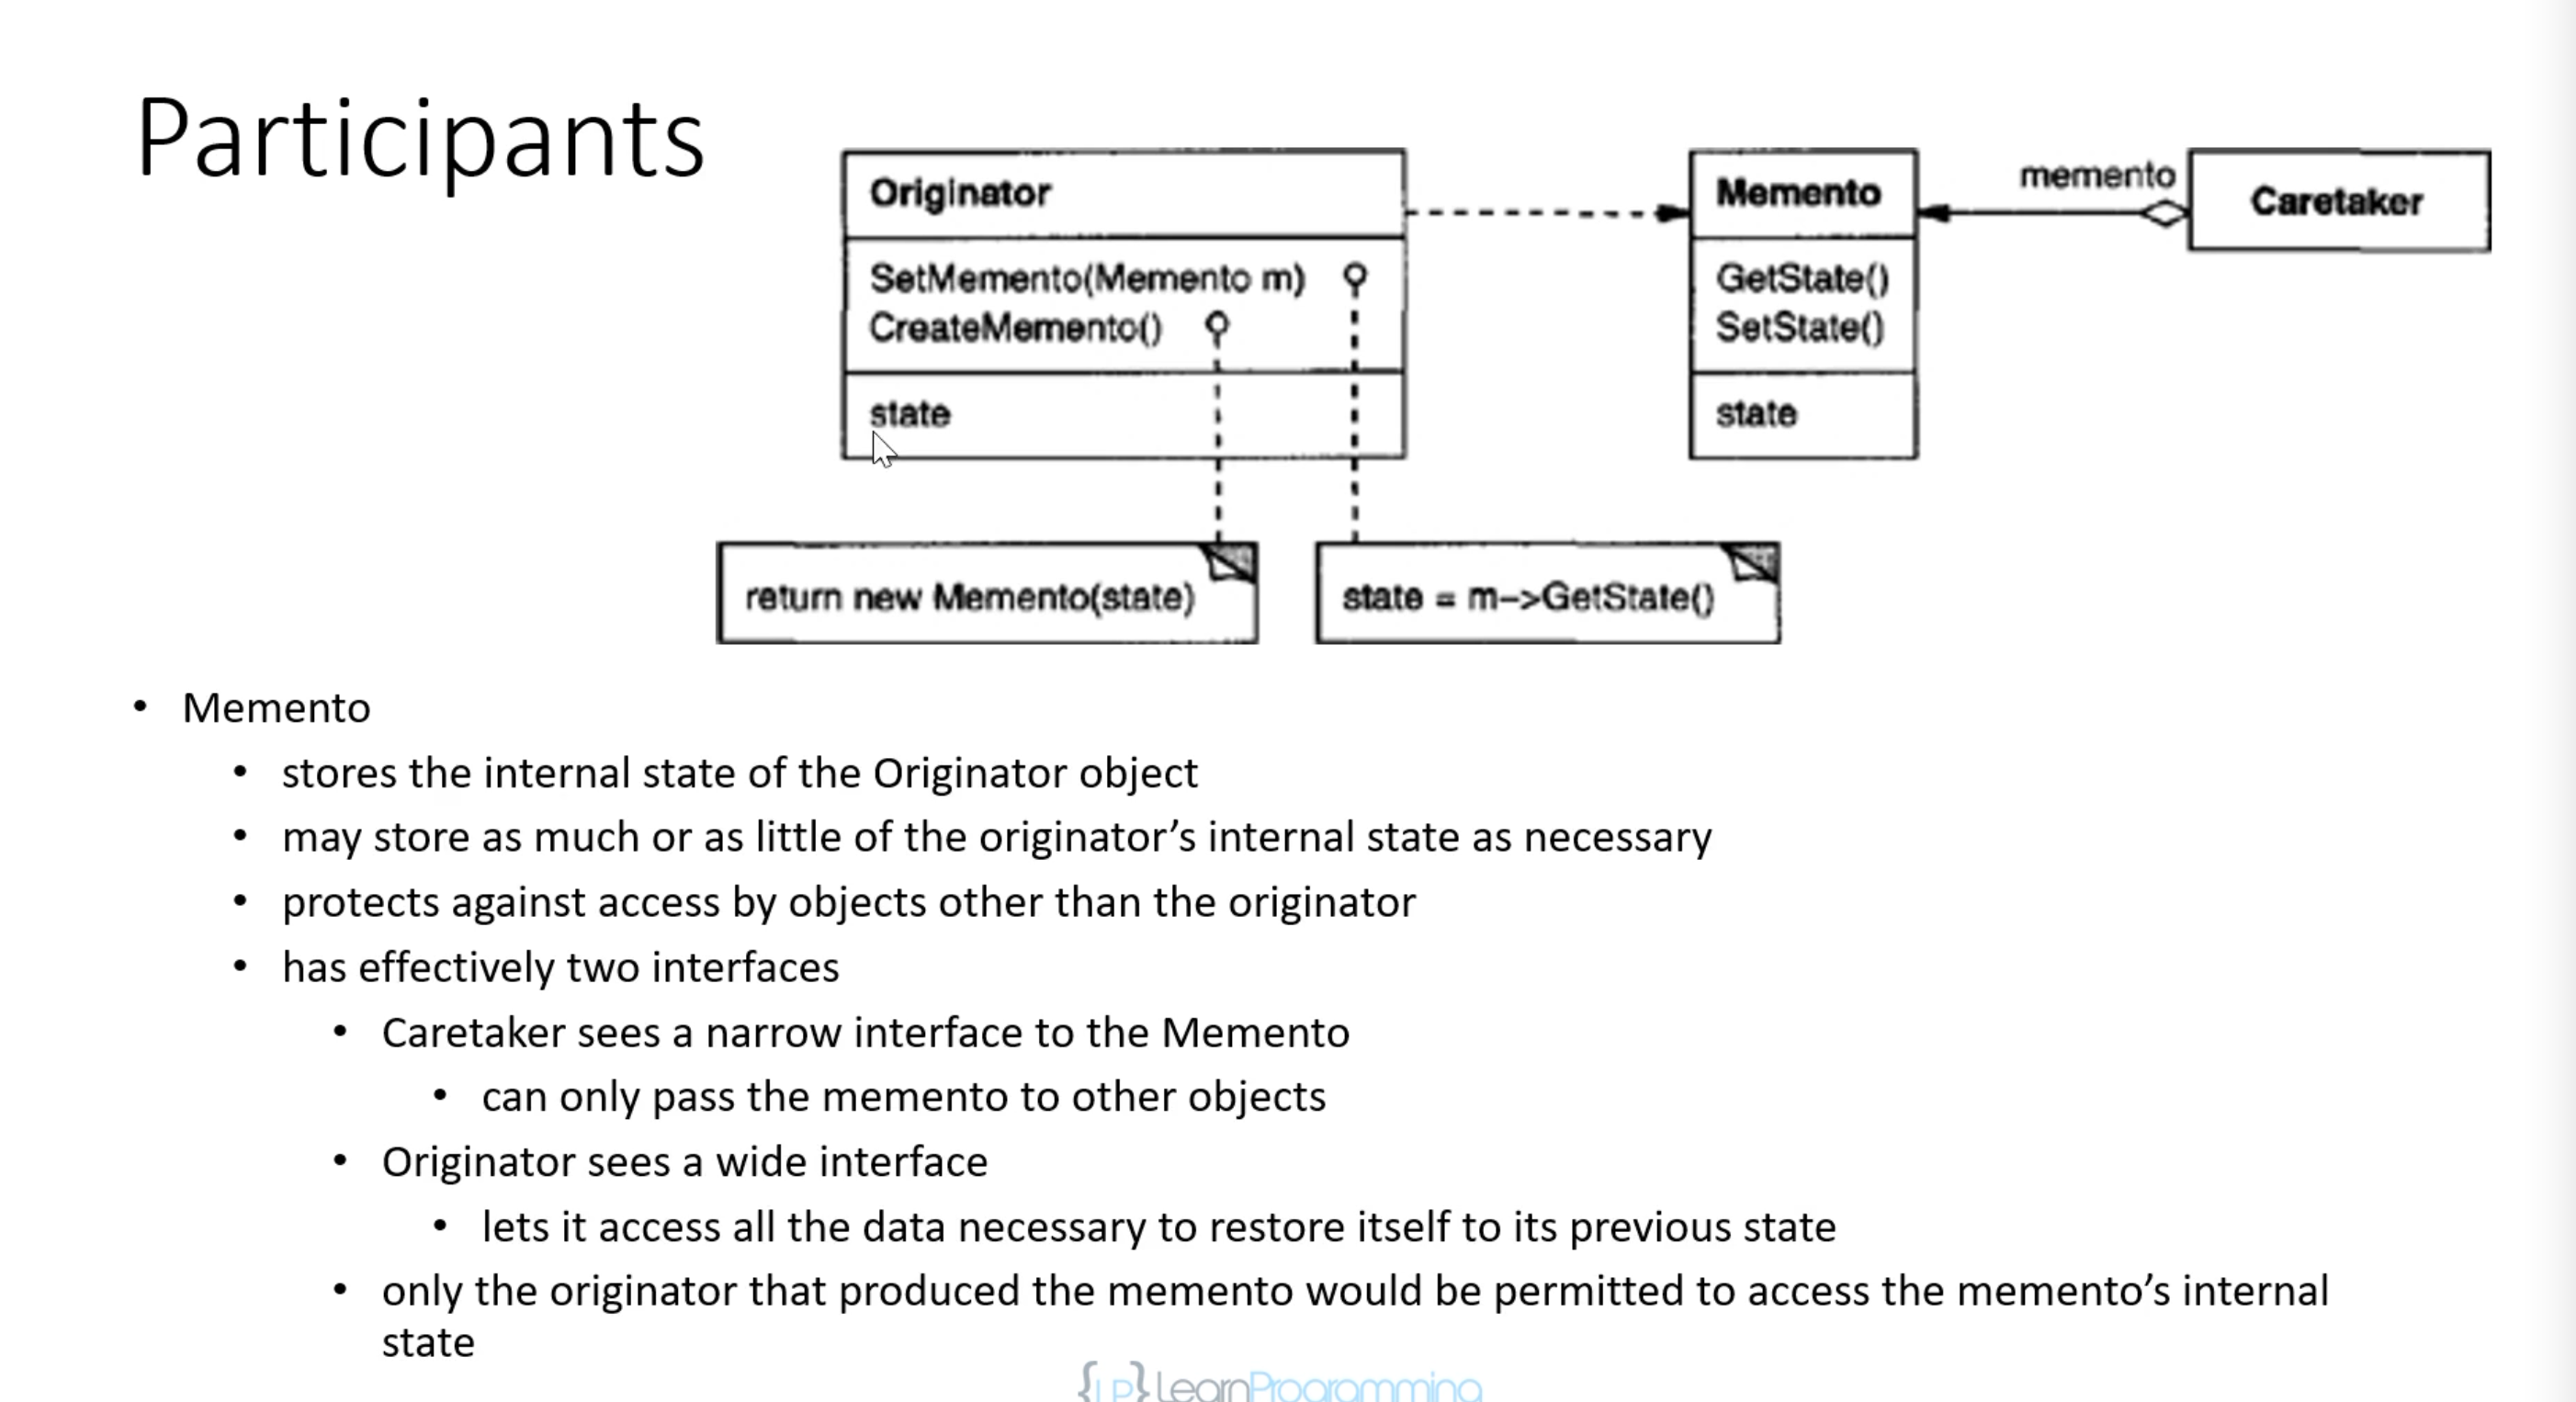 Participants
Originator
SetMemento(Memento m)
CreateMemento()
state
Memento
GetState()
SetState()
state
memento
Caretaker
return new Memento(state)
state = m->GetState()
• Memento
• stores the internal state of the Originator object
• may store as much or as little of the originator’s internal state as necessary
• protects against access by objects other than the originator
• has effectively two interfaces
• Caretaker sees a narrow interface to the Memento
• can only pass the memento to other objects
• Originator sees a wide interface
• lets it access all the data necessary to restore itself to its previous state
• only the originator that produced the memento would be permitted to access the memento’s internal
state
{LP} LearnProgramming